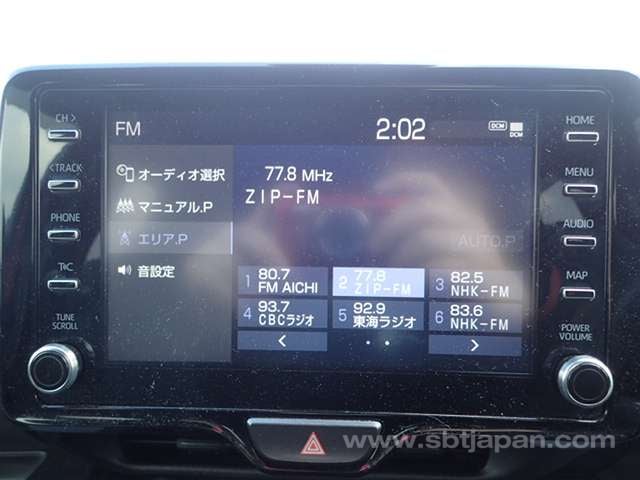 CH >
< TRACK
PHONE
T&C
TUNE
SCROLL
FM
2:02
DCM
オーディオ選択
マニュアル.P
エリア.P
音設定
77.8 MHz
ZIP-FM
AUTO.P
1 80.7 FM AICHI
2 77.8 ZIP-FM
3 82.5 NHK-FM
4 93.7 CBCラジオ
5 92.9 東海ラジオ
6 83.6 NHK-FM
<
>
HOME
MENU
AUDIO
MAP
POWER
VOLUME
www.sbtjapan.com